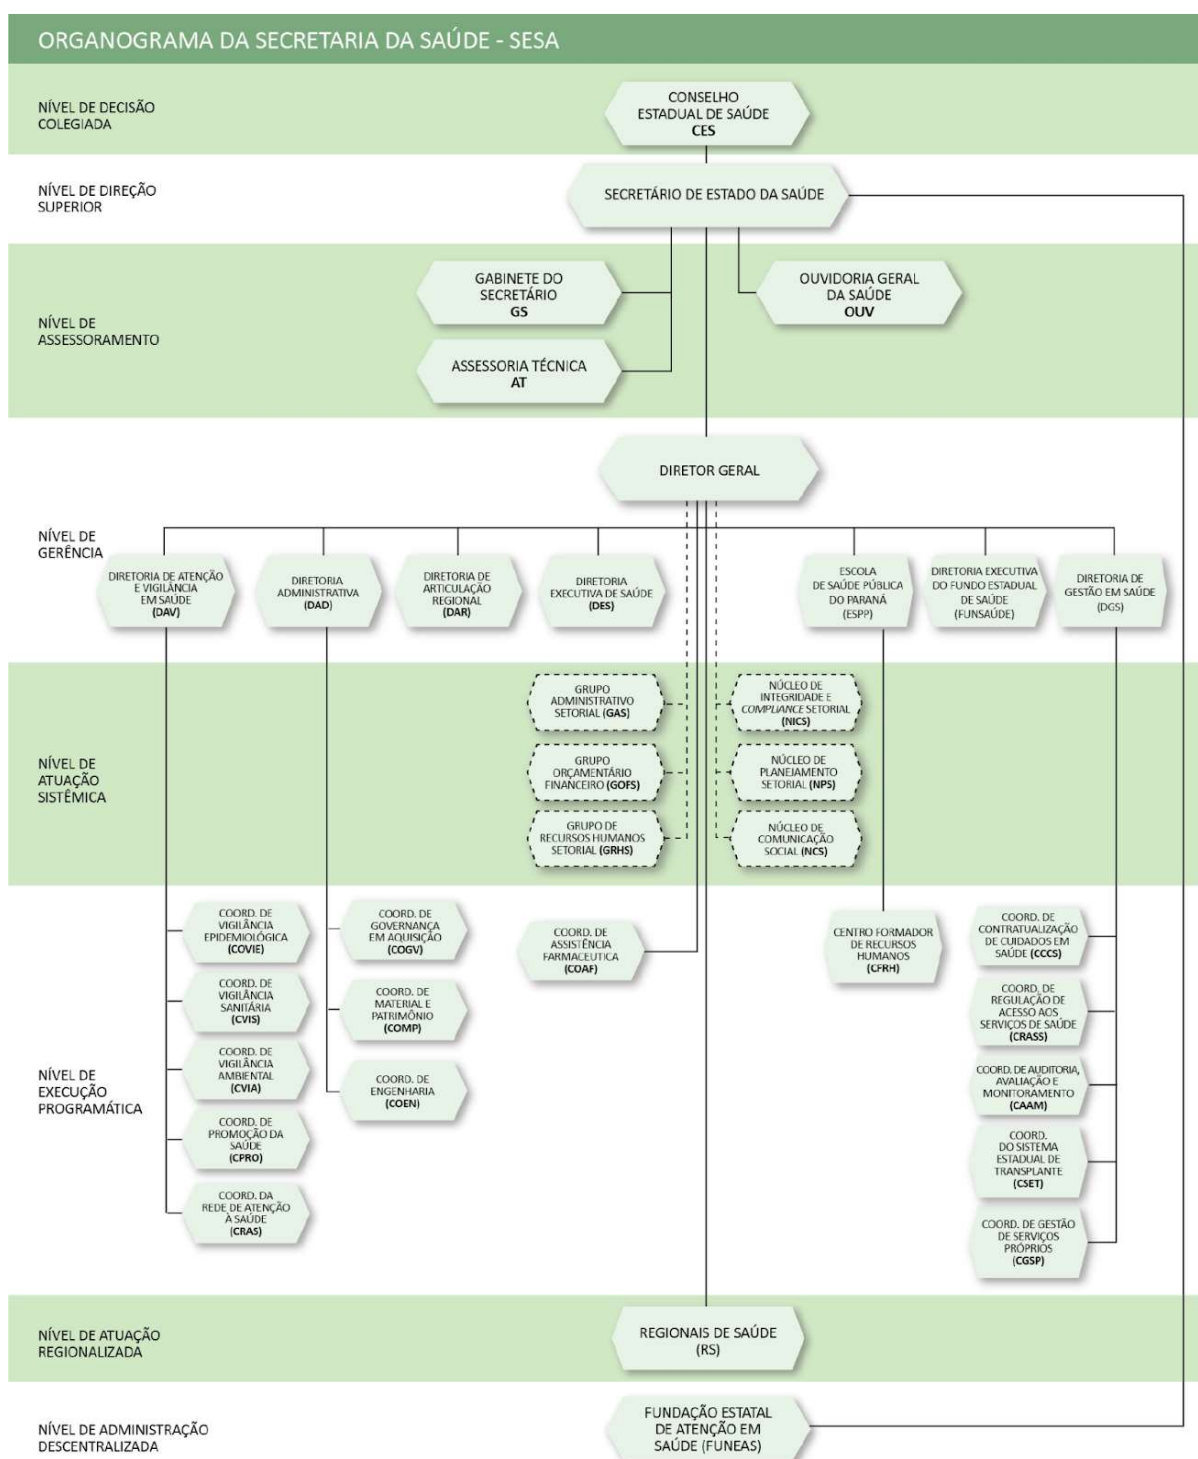 ORGANOGRAMA DA SECRETARIA DA SAÚDE - SESA
NÍVEL DE DECISÃO
COLEGIADA
CONSELHO
ESTADUAL DE SAÚDE
CES
NÍVEL DE DIREÇÃO
SUPERIOR
SECRETÁRIO DE ESTADO DA SAÚDE
NÍVEL DE
ASSESSORAMENTO
GABINETE DO
SECRETÁRIO
GS
OUVIDORIA GERAL
DA SAÚDE
OUV
ASSESSORIA TÉCNICA
AT
DIRETOR GERAL
NÍVEL DE
GERÊNCIA
DIRETORIA DE ATENÇÃO
E VIGILÂNCIA
EM SAÚDE
(DAV)
DIRETORIA
ADMINISTRATIVA
(DAD)
DIRETORIA DE
ARTICULAÇÃO
REGIONAL
(DAR)
DIRETORIA
EXECUTIVA DE SAÚDE
(DES)
ESCOLA
DE SAÚDE PÚBLICA
DO PARANÁ
(ESPP)
DIRETORIA EXECUTIVA
DO FUNDO ESTADUAL
DE SAÚDE
(FUNSAÚDE)
DIRETORIA DE
GESTÃO EM SAÚDE
(DGS)
NÍVEL DE
ATUAÇÃO
SISTÊMICA
GRUPO
ADMINISTRATIVO
SETORIAL (GAS)
NÚCLEO DE
INTEGRIDADE E
COMPLIANCE SETORIAL
(NICS)
GRUPO
ORÇAMENTÁRIO
FINANCEIRO (GOFS)
NÚCLEO DE
PLANEJAMENTO
SETORIAL (NPS)
GRUPO DE
RECURSOS HUMANOS
SETORIAL (GRHS)
NÚCLEO DE
COMUNICAÇÃO
SOCIAL (NCS)
NÍVEL DE
EXECUÇÃO
PROGRAMÁTICA
COORD. DE
VIGILÂNCIA
EPIDEMIOLÓGICA
(COVIE)
COORD. DE
VIGILÂNCIA
SANITÁRIA
(CVIS)
COORD. DE
VIGILÂNCIA
AMBIENTAL
(CVIA)
COORD. DE
PROMOÇÃO DA
SAÚDE
(CPRO)
COORD. DA
REDE DE ATENÇÃO
À SAÚDE
(CRAS)
COORD. DE
GOVERNANÇA
EM AQUISIÇÃO
(COGV)
COORD. DE
MATERIAL E
PATRIMÔNIO
(COMP)
COORD. DE
ENGENHARIA
(COEN)
COORD. DE
ASSISTÊNCIA
FARMACEUTICA
(COAF)
CENTRO FORMADOR
DE RECURSOS
HUMANOS
(CFRH)
COORD. DE
CONTRATUALIZAÇÃO
DE CUIDADOS EM
SAÚDE (CCCS)
COORD. DE
REGULAÇÃO DE
ACESSO AOS
SERVIÇOS DE SAÚDE
(CRASS)
COORD. DE AUDITORIA,
AVALIAÇÃO E
MONITORAMENTO
(CAAM)
COORD.
DO SISTEMA
ESTADUAL DE
TRANSPLANTE
(CSET)
COORD. DE GESTÃO
DE SERVIÇOS
PRÓPRIOS
(CGSP)
NÍVEL DE ATUAÇÃO
REGIONALIZADA
REGIONAIS DE SAÚDE
(RS)
NÍVEL DE ADMINISTRAÇÃO
DESCENTRALIZADA
FUNDAÇÃO ESTATAL
DE ATENÇÃO EM
SAÚDE (FUNEAS)